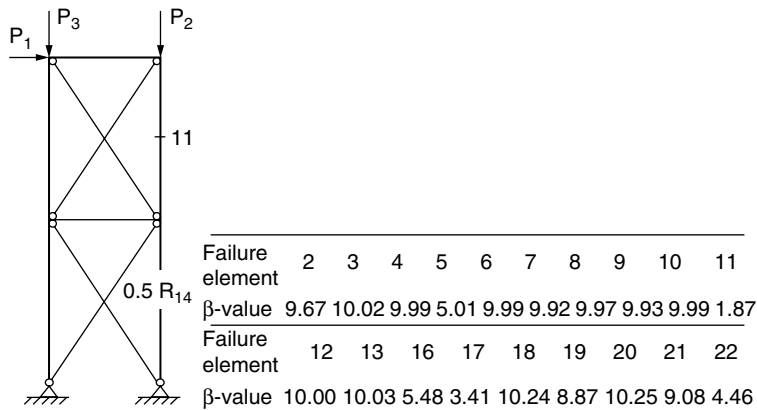 P3
P2
P1
11
0.5 R14
Failure element 2 3 4 5 6 7 8 9 10 11
β-value 9.67 10.02 9.99 5.01 9.99 9.92 9.97 9.93 9.99 1.87
Failure element 12 13 16 17 18 19 20 21 22
β-value 10.00 10.03 5.48 3.41 10.24 8.87 10.25 9.08 4.46